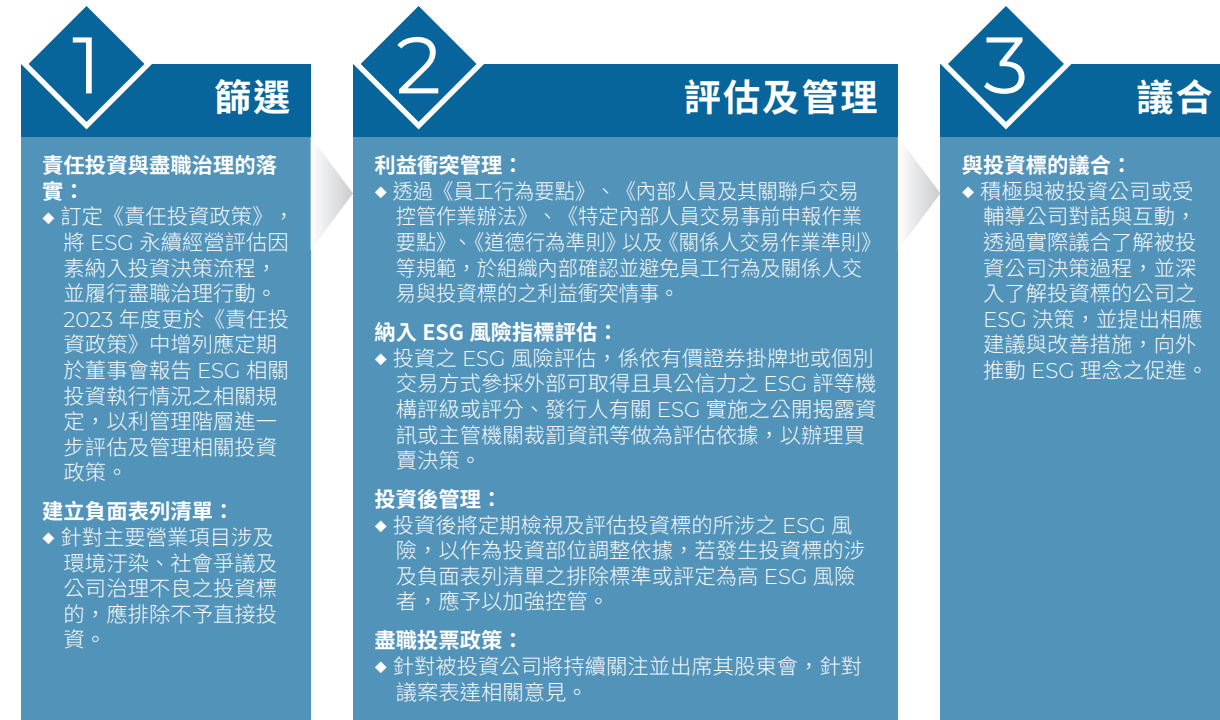 1
篩選
責任投資與盡職治理的落
實：
◆ 訂定《責任投資政策》，
將 ESG 永續經營評估因
素納入投資決策流程，
並履行盡職治理行動。
2023 年度更於《責任投
資政策》中增列應定期
於董事會報告 ESG 相關
投資執行情況之相關規
定，以利管理階層進一
步評估及管理相關投資
政策。
建立負面表列清單：
◆ 針對主要營業項目涉及
環境汙染、社會爭議及
公司治理不良之投資標
的，應排除不予直接投
資。
2
評估及管理
利益衝突管理：
◆ 透過《員工行為要點》、《內部人員及其關聯戶交易
控管作業辦法》、《特定內部人員交易事前申報作業
要點》、《道德行為準則》以及《關係人交易作業準則》
等規範，於組織內部確認並避免員工行為及關係人交
易與投資標的之利益衝突情事。
納入 ESG 風險指標評估：
◆ 投資之 ESG 風險評估，係依有價證券掛牌地或個別
交易方式參採外部可取得且具公信力之 ESG 評等機
構評級或評分、發行人有關 ESG 實施之公開揭露資
訊或主管機關裁罰資訊等做為評估依據，以辦理買
賣決策。
投資後管理：
◆ 投資後將定期檢視及評估投資標的所涉之 ESG 風
險，以作為投資部位調整依據，若發生投資標的涉
及負面表列清單之排除標準或評定為高 ESG 風險
者，應予以加強控管。
盡職投票政策：
◆ 針對被投資公司將持續關注並出席其股東會，針對
議案表達相關意見。
3
議合
與投資標的議合：
◆ 積極與被投資公司或受
輔導公司對話與互動，
透過實際議合了解被投
資公司決策過程，並深
入了解投資標的公司之
ESG 決策，並提出相應
建議與改善措施，向外
推動 ESG 理念之促進。